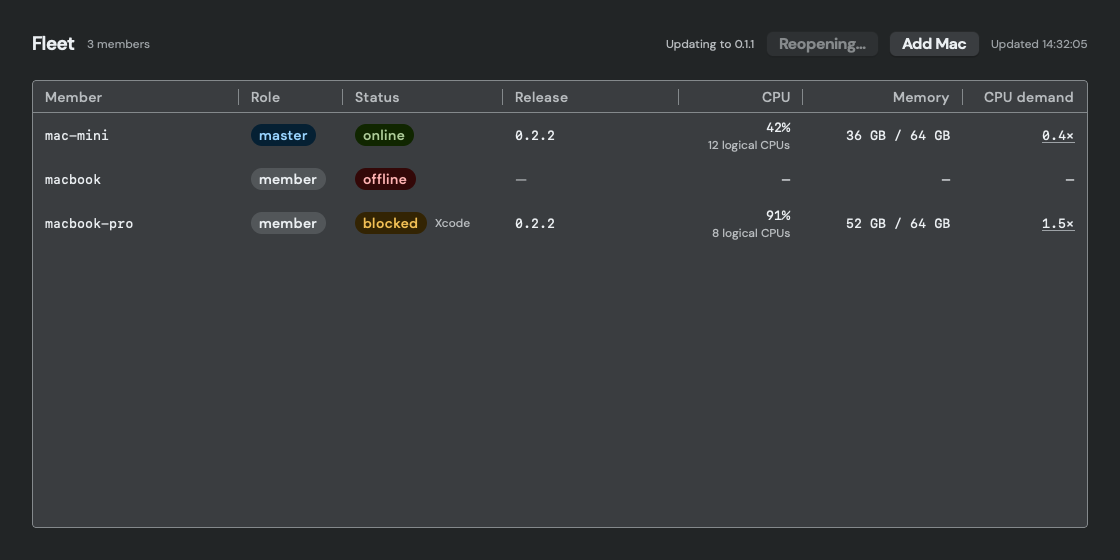 Fleet 3 members Updating to 0.1.1 Reopening... Add Mac Updated 14:32:05
Member Role Status Release CPU Memory CPU demand
mac-mini master online 0.2.2 42% 36 GB / 64 GB 0.4×
12 logical CPUs
macbook member offline — — — —
macbook-pro member blocked Xcode 0.2.2 91% 52 GB / 64 GB 1.5×
8 logical CPUs